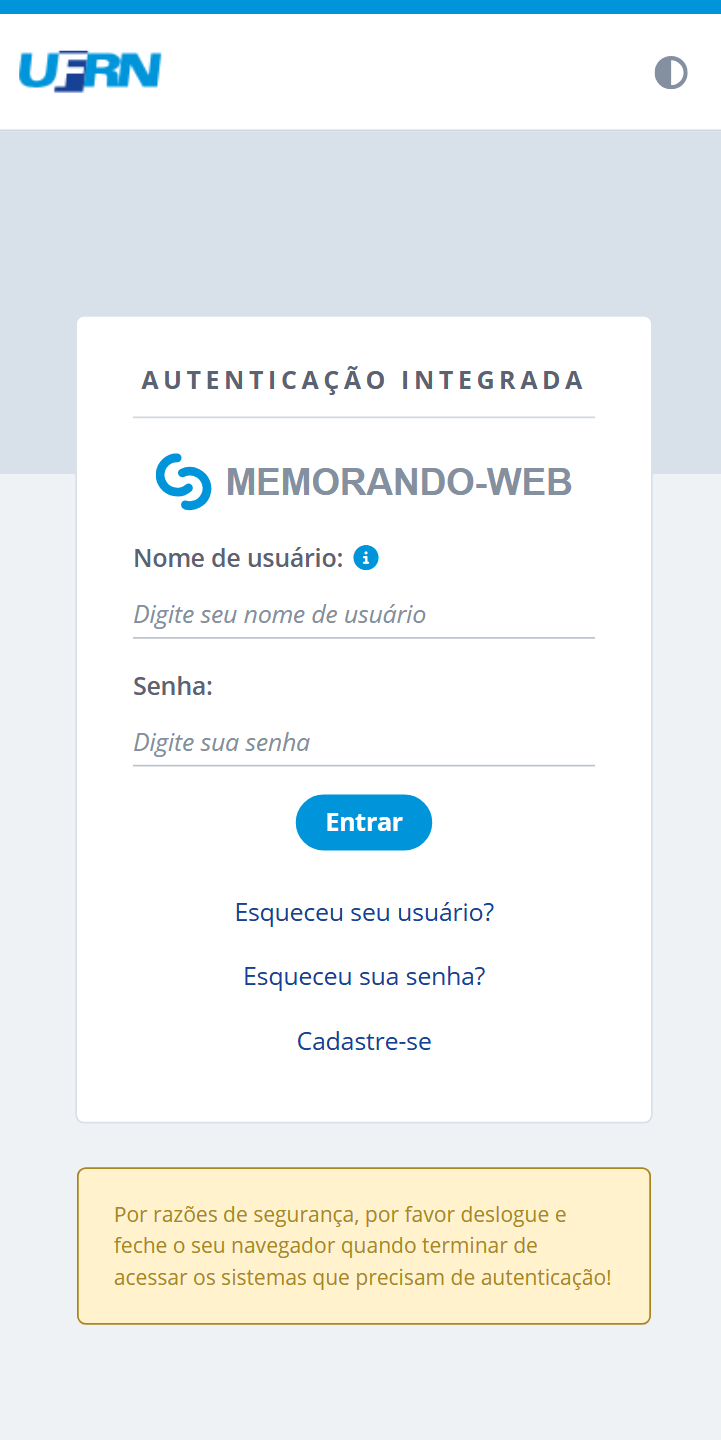 UFRN
AUTENTICAÇÃO INTEGRADA
MEMORANDO-WEB
Nome de usuário:
Digite seu nome de usuário
Senha:
Digite sua senha
Entrar
Esqueceu seu usuário?
Esqueceu sua senha?
Cadastre-se
Por razões de segurança, por favor deslogue e
feche o seu navegador quando terminar de
acessar os sistemas que precisam de autenticação!